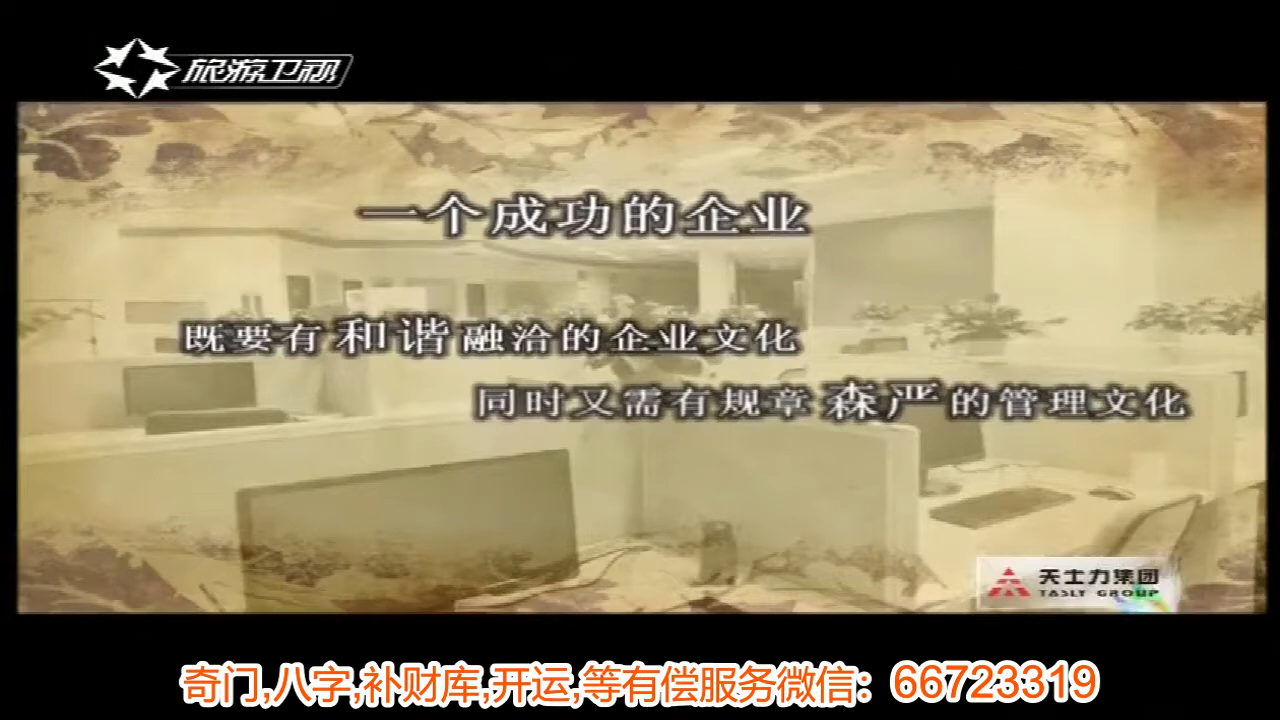 旅游卫视
一个成功的企业
既要有和谐融洽的企业文化
同时又需有规章森严的管理文化
天士力集团
TASLY GROUP
奇门,八字,补财库,开运,等有偿服务微信：66723319